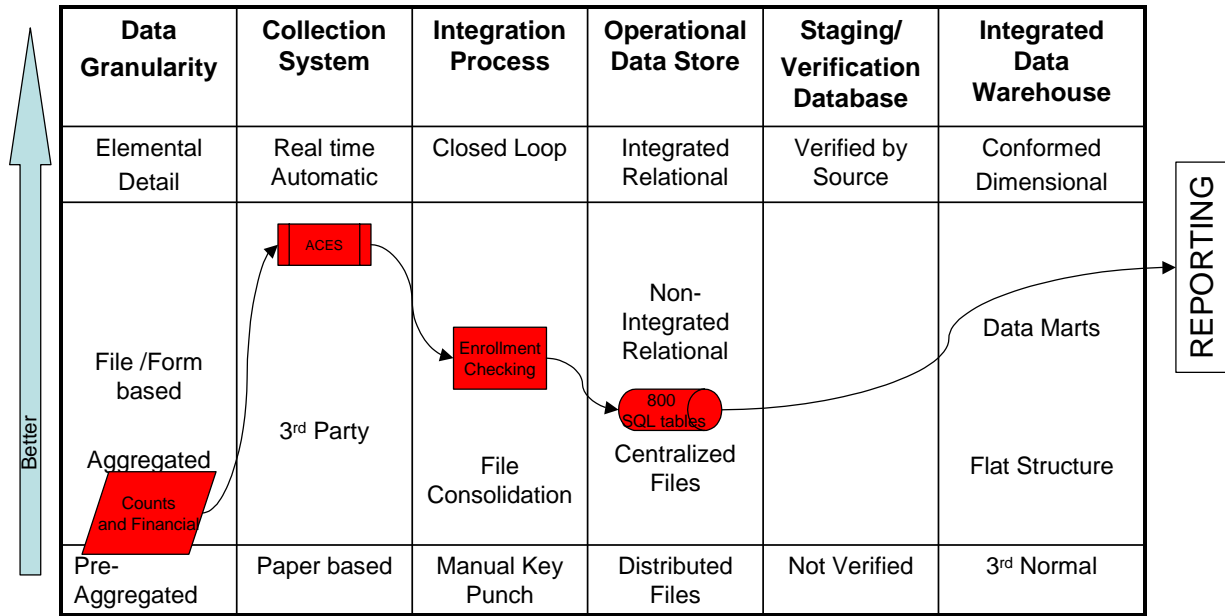 Data
Granularity
Collection
System
Integration
Process
Operational
Data Store
Staging/
Verification
Database
Integrated
Data
Warehouse
Elemental
Detail
Real time
Automatic
Closed Loop
Integrated
Relational
Verified by
Source
Conformed
Dimensional
File /Form
based
Aggregated
Counts
and Financial
ACES
3rd Party
Enrollment
Checking
File
Consolidation
Non-
Integrated
Relational
800
SQL tables
Centralized
Files
Data Marts
Flat Structure
Pre-
Aggregated
Paper based
Manual Key
Punch
Distributed
Files
Not Verified
3rd Normal
Better
REPORTING